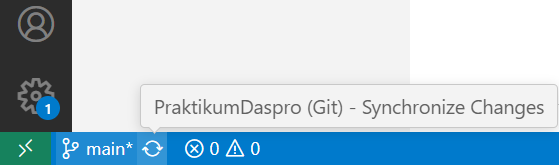 1
PraktikumDaspro (Git) - Synchronize Changes
main* 0 0